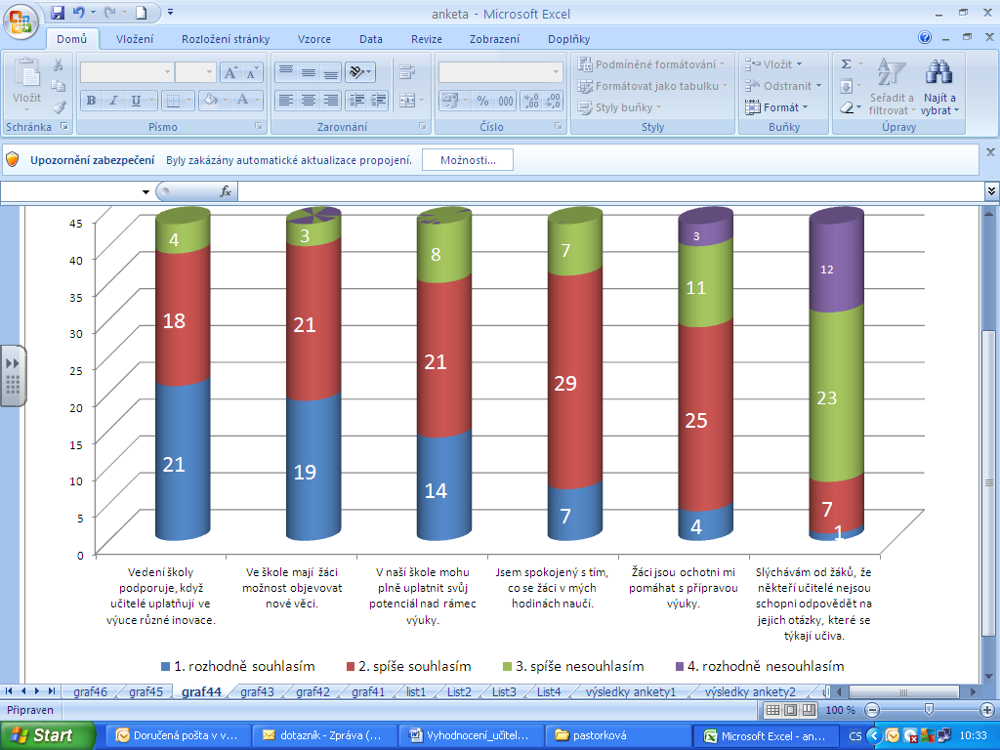 anketa - Microsoft Excel
Domů Vložení Rozložení stránky Vzorce Data Revize Zobrazení Doplňky
Vložit
Schránka
A A
B I U A
Písmo
Zarovnání
% 000
Číslo
Podmíněné formátování
Formátovat jako tabulku
Styly buňky
Styly
Vložit
Odstranit
Formát
Buňky
Σ
Seřadit a filtrovat
Najít a vybrat
Úpravy
Upozornění zabezpečení Byly zakázány automatické aktualizace propojení. Možnosti...
fx
45
40
35
30
25
20
15
10
5
0
4 3 8 7 3 12
18 21 21 29 11 23
21 19 14 7 25 7
4 1
Vedení školy
podporuje, když
učitelé uplatňují ve
výuce různé inovace.
Ve škole mají žáci
možnost objevovat
nové věci.
V naší škole mohu
plně uplatnit svůj
potenciál nad rámec
výuky.
Jsem spokojený s tím,
co se žáci v mých
hodinách naučí.
Žáci jsou ochotni mi
pomáhat s přípravou
výuky.
Slýchávám od žáků, že
někteří učitelé nejsou
schopni odpovědět na
jejich otázky, které se
týkají učiva.
1. rozhodně souhlasím 2. spíše souhlasím 3. spíše nesouhlasím 4. rozhodně nesouhlasím
graf46 graf45 graf44 graf43 graf42 graf41 list1 List2 List3 List4 výsledky ankety1 výsledky ankety2
Připraven 100 %
Start Doručená pošta v v... dotazník - Zpráva (... Vyhodnocení_učitel... pastorková Microsoft Excel - an... CS 10:33